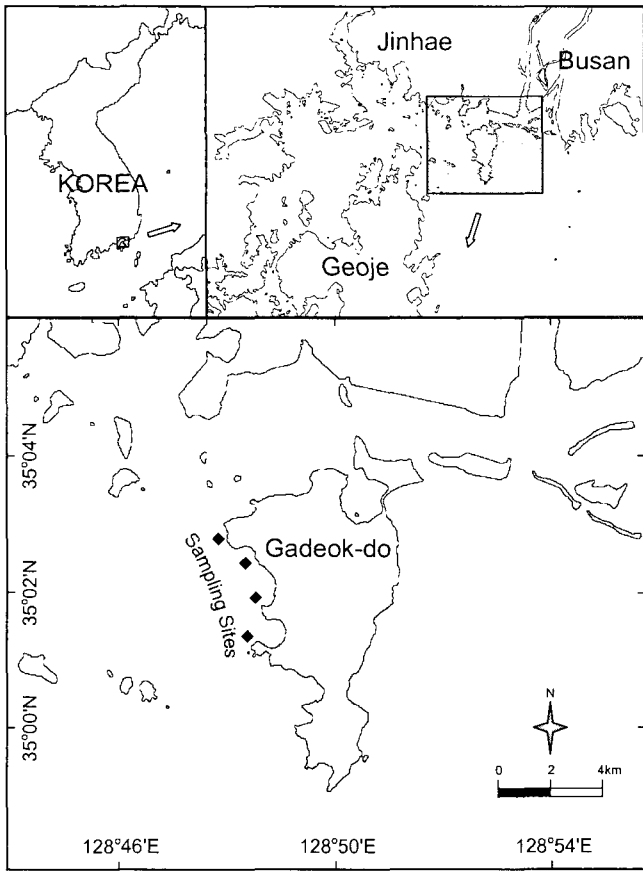 Jinhae
Busan
KOREA
Geoje
35°04'N
Gadeok-do
Sampling Sites
35°02'N
35°00'N
N
0 2 4km
128°46'E 128°50'E 128°54'E